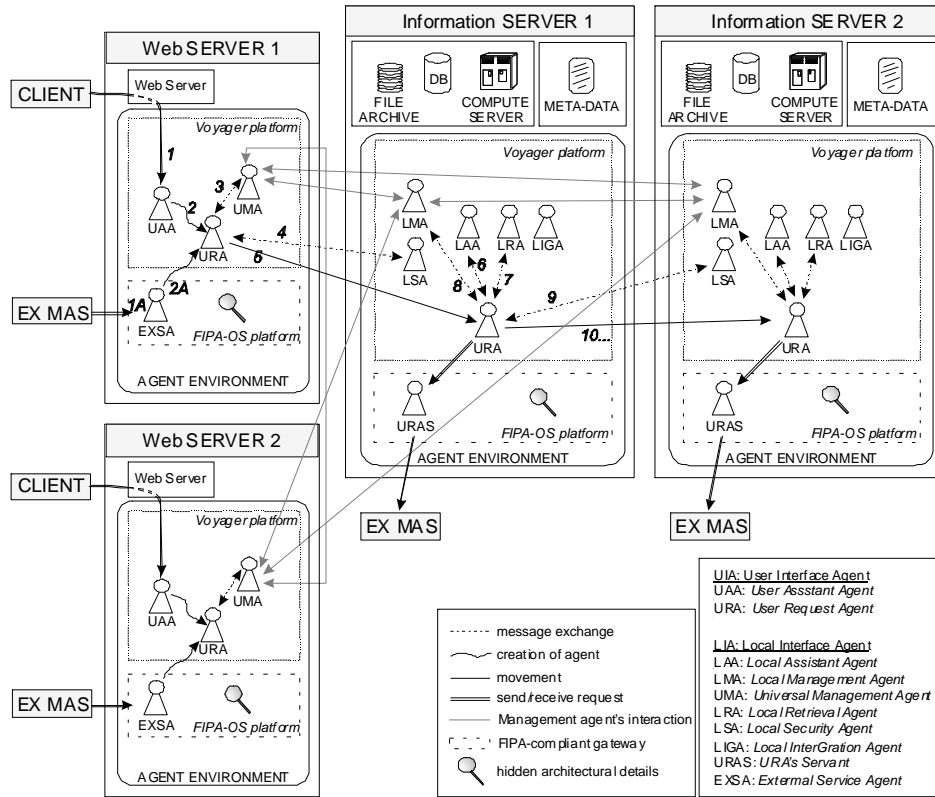 Web SERVER 1
CLIENT
Web Server
Voyager platform
1
2
3
UMA
UAA
URA
4
5
EX MAS
1A
2A
EXSA
FIPA-OS platform
AGENT ENVIRONMENT
Information SERVER 1
FILE
ARCHIVE
DB
COMPUTE
SERVER
META-DATA
Voyager platform
LMA
LAA
LRA
LIGA
LSA
6
7
8
9
URA
10...
URAS
FIPA-OS platform
AGENT ENVIRONMENT
EX MAS
Information SERVER 2
FILE
ARCHIVE
DB
COMPUTE
SERVER
META-DATA
Voyager platform
LMA
LAA
LRA
LIGA
LSA
URA
URAS
FIPA-OS platform
AGENT ENVIRONMENT
EX MAS
Web SERVER 2
CLIENT
Web Server
Voyager platform
UMA
UAA
URA
EX MAS
EXSA
FIPA-OS platform
AGENT ENVIRONMENT
message exchange
creation of agent
movement
send/receive request
Management agent's interaction
FIPA-compliant gateway
hidden architectural details
UIA: User Interface Agent
UAA: User Assstant Agent
URA: User Request Agent
LIA: Local Interface Agent
LAA: Local Assistant Agent
LMA: Local Management Agent
UMA: Universal Management Agent
LRA: Local Retrieval Agent
LSA: Local Security Agent
LIGA: Local InterGration Agent
URAS: URA's Servant
EXSA: External Service Agent